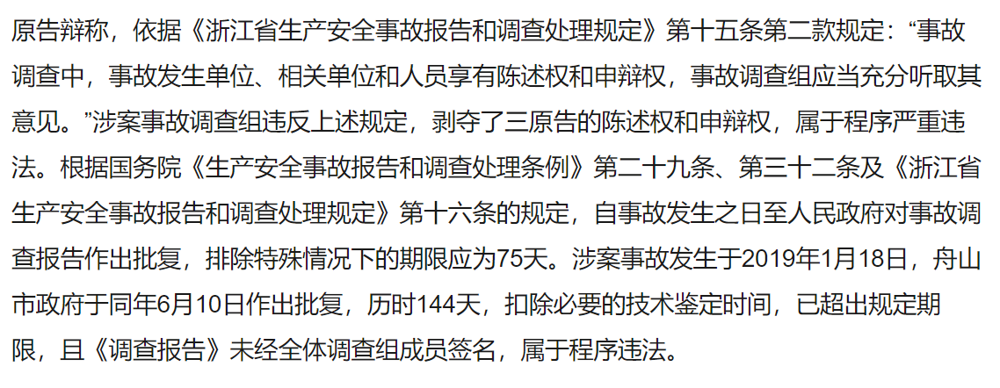 原告辩称，依据《浙江省生产安全事故报告和调查处理规定》第十五条第二款规定：“事故
调查中，事故发生单位、相关单位和人员享有陈述权和申辩权，事故调查组应当充分听取其
意见。”涉案事故调查组违反上述规定，剥夺了三原告的陈述权和申辩权，属于程序严重违
法。根据国务院《生产安全事故报告和调查处理条例》第二十九条、第三十二条及《浙江省
生产安全事故报告和调查处理规定》第十六条的规定，自事故发生之日至人民政府对事故调
查报告作出批复，排除特殊情况下的期限应为75天。涉案事故发生于2019年1月18日，舟山
市政府于同年6月10日作出批复，历时144天，扣除必要的技术鉴定时间，已超出规定期
限，且《调查报告》未经全体调查组成员签名，属于程序违法。